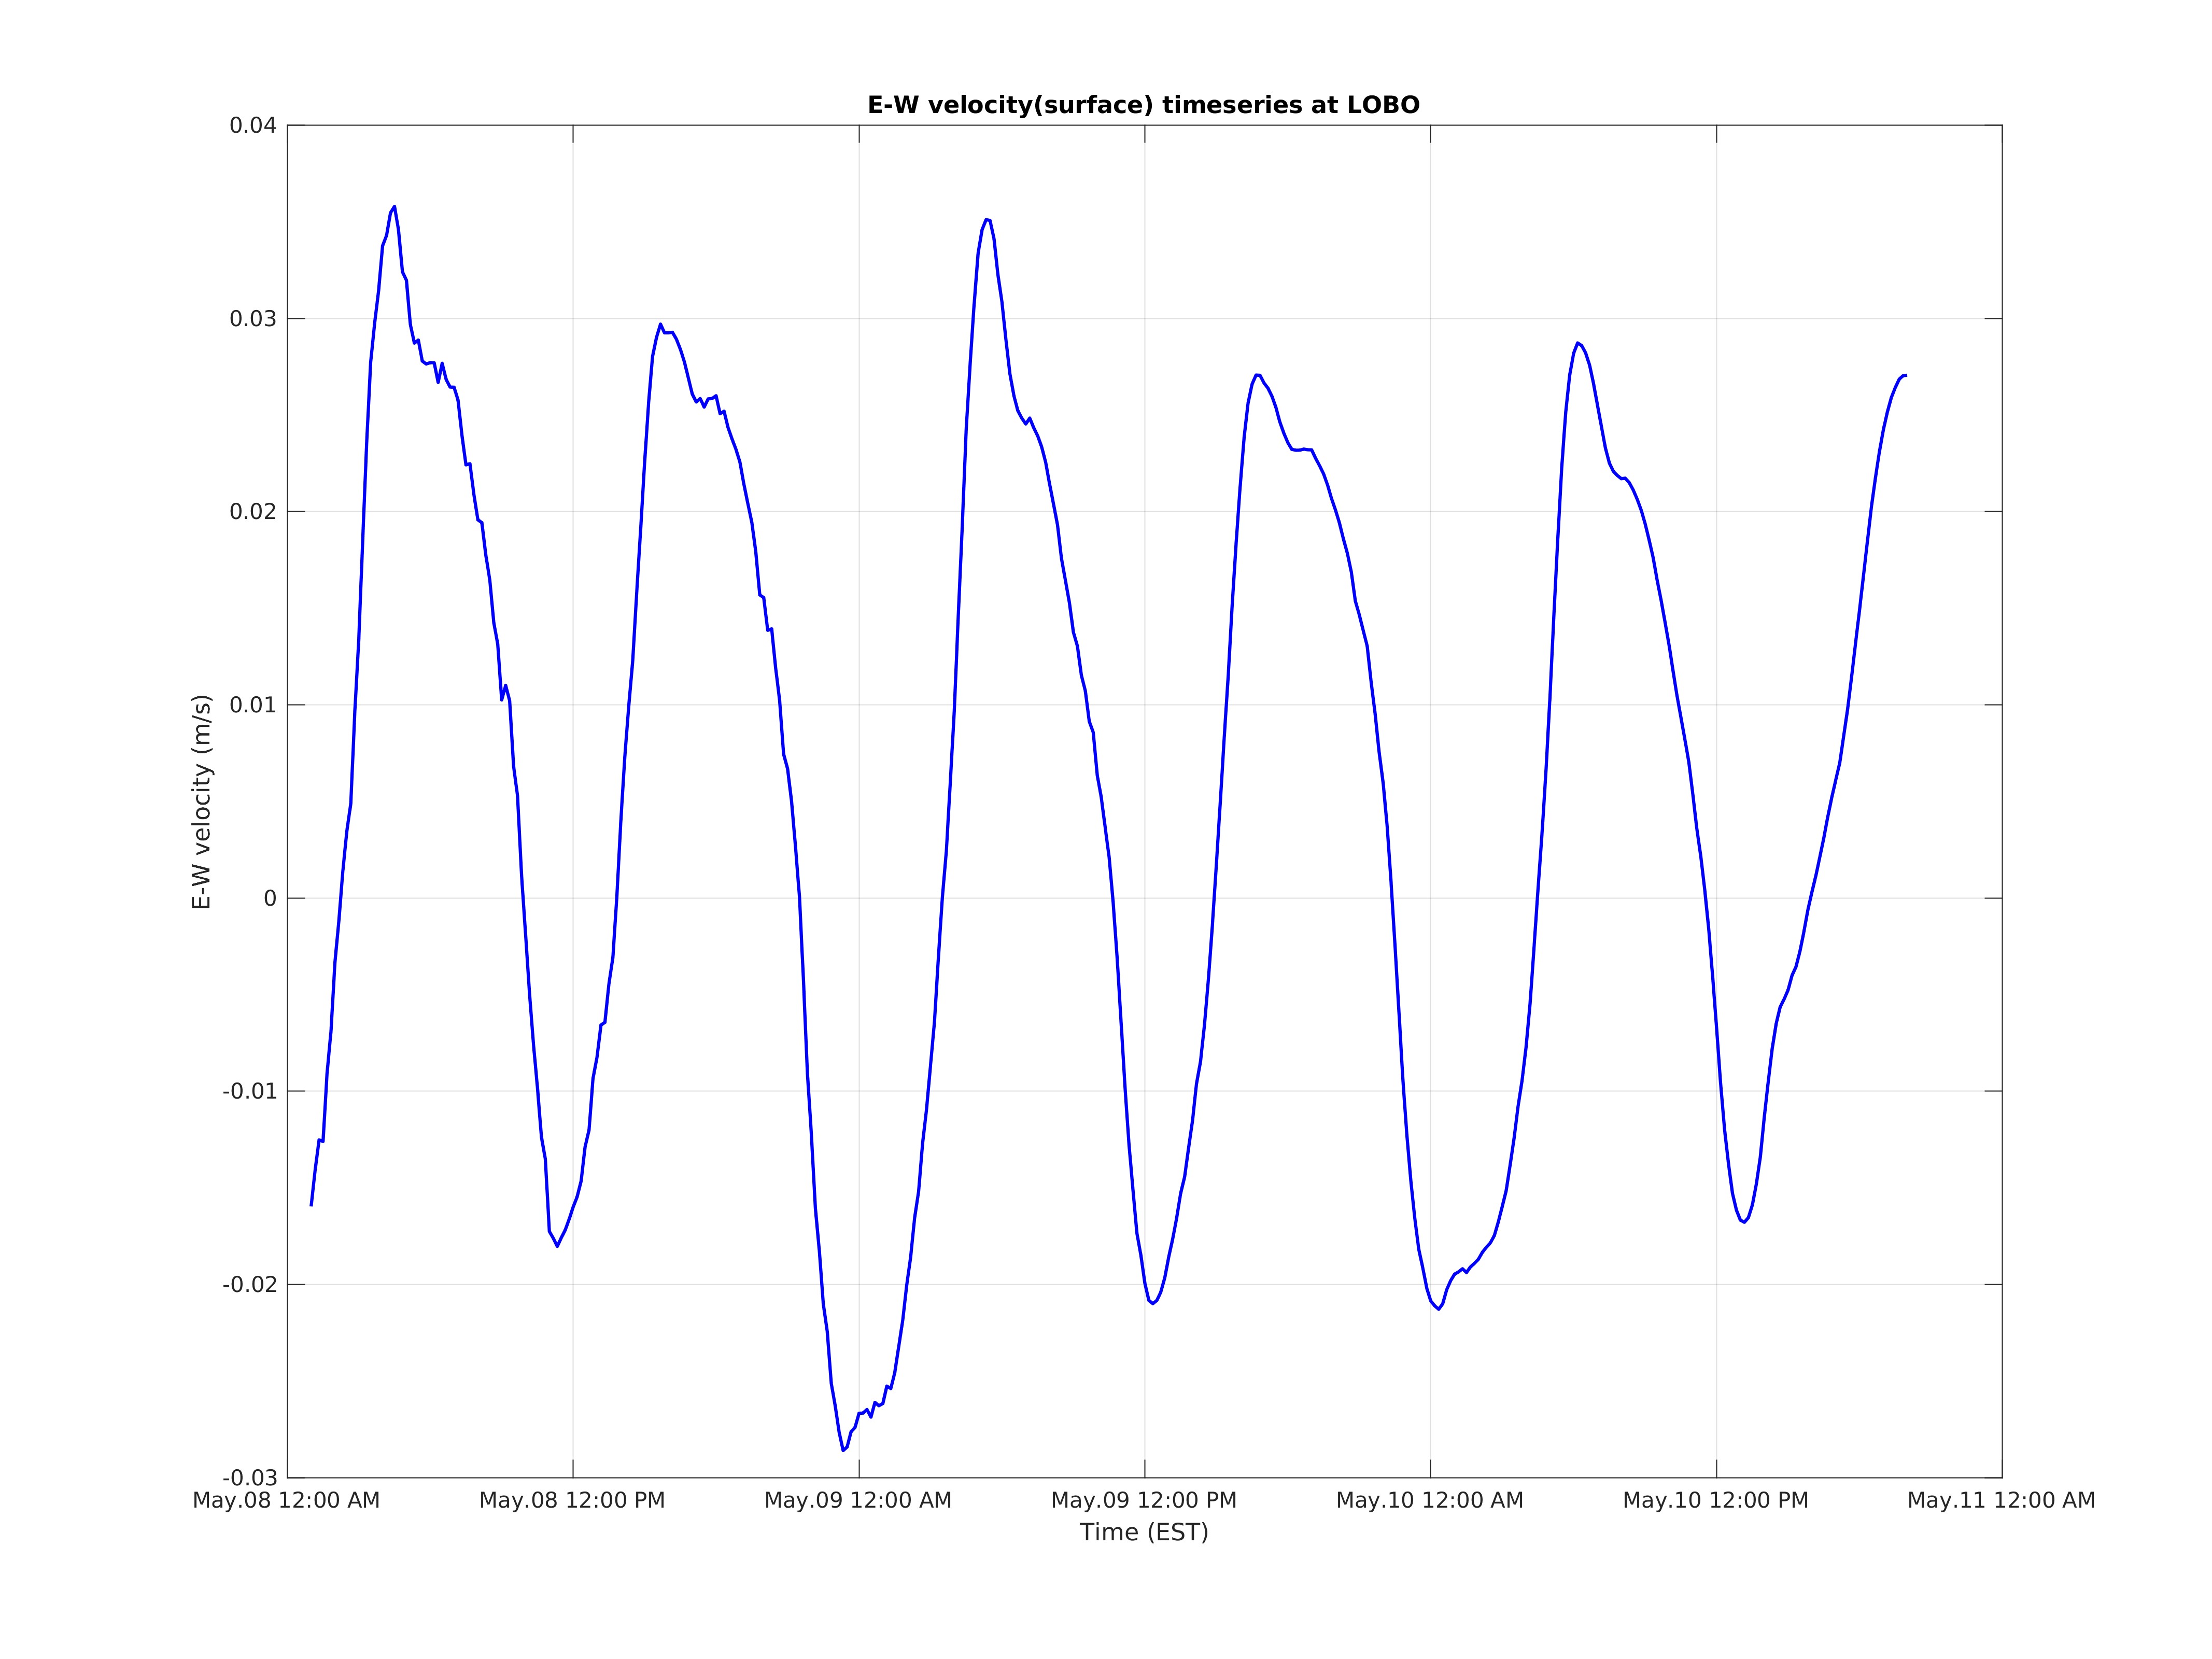 E-W velocity(surface) timeseries at LOBO
0.04
0.03
0.02
0.01
0
-0.01
-0.02
-0.03
E-W velocity (m/s)
May.08 12:00 AM May.08 12:00 PM May.09 12:00 AM May.09 12:00 PM May.10 12:00 AM May.10 12:00 PM May.11 12:00 AM
Time (EST)